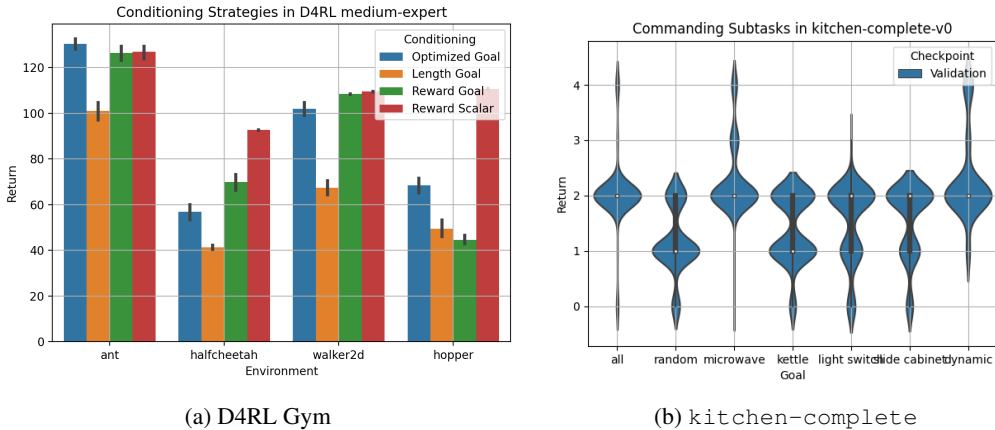 Conditioning Strategies in D4RL medium-expert
Conditioning
Optimized Goal
Length Goal
Reward Goal
Reward Scalar
Return
120
100
80
60
40
20
0
ant halfcheetah walker2d hopper
Environment
(a) D4RL Gym
Commanding Subtasks in kitchen-complete-v0
Checkpoint
Validation
Return
4
3
2
1
0
all random microwave kettle light switch slide cabinet dynamic
Goal
(b) kitchen-complete